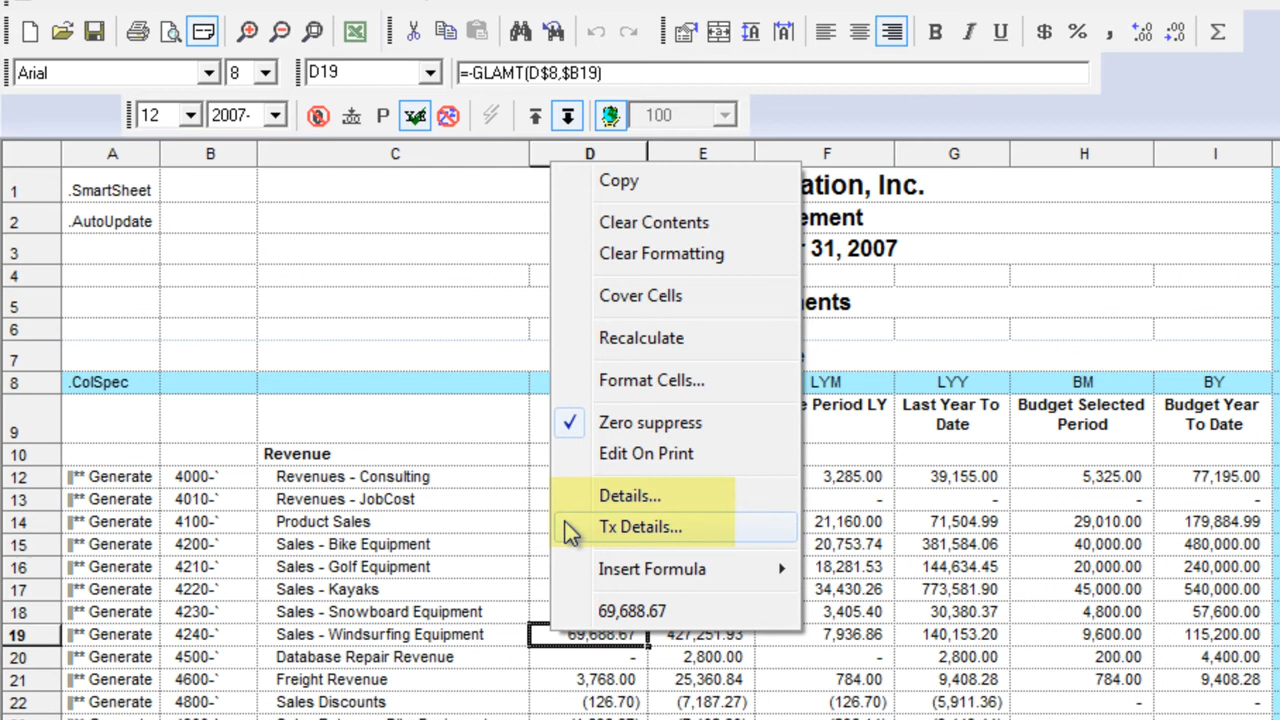 B I U $ % , .00 Σ
Arial 8 D19 =-GLAMT(D$8,$B19)
12 2007- P 100
A B C D E F G H I
1 .SmartSheet ation, Inc.
2 .AutoUpdate ement
3 r 31, 2007
4
5 ents
6
7
8 .ColSpec LYM LYY BM BY
9 e Period LY Last Year To Date Budget Selected Period Budget Year To Date
10 Revenue
12 ** Generate 4000-` Revenues - Consulting 3,285.00 39,155.00 5,325.00 77,195.00
13 ** Generate 4010-` Revenues - JobCost - - - -
14 ** Generate 4100-` Product Sales 21,160.00 71,504.99 29,010.00 179,884.99
15 ** Generate 4200-` Sales - Bike Equipment 20,753.74 381,584.06 40,000.00 480,000.00
16 ** Generate 4210-` Sales - Golf Equipment 18,281.53 144,634.45 20,000.00 240,000.00
17 ** Generate 4220-` Sales - Kayaks 34,430.26 773,581.90 45,000.00 540,000.00
18 ** Generate 4230-` Sales - Snowboard Equipment 3,405.40 30,380.37 4,800.00 57,600.00
19 ** Generate 4240-` Sales - Windsurfing Equipment 69,688.67 427,251.93 7,936.86 140,153.20 9,600.00 115,200.00
20 ** Generate 4500-` Database Repair Revenue - 2,800.00 - 2,800.00 200.00 4,400.00
21 ** Generate 4600-` Freight Revenue 3,768.00 25,360.84 784.00 9,408.28 784.00 9,408.28
22 ** Generate 4800-` Sales Discounts (126.70) (7,187.27) (126.70) (5,911.36) - -
Copy
Clear Contents
Clear Formatting
Cover Cells
Recalculate
Format Cells...
Zero suppress
Edit On Print
Details...
Tx Details...
Insert Formula
69,688.67